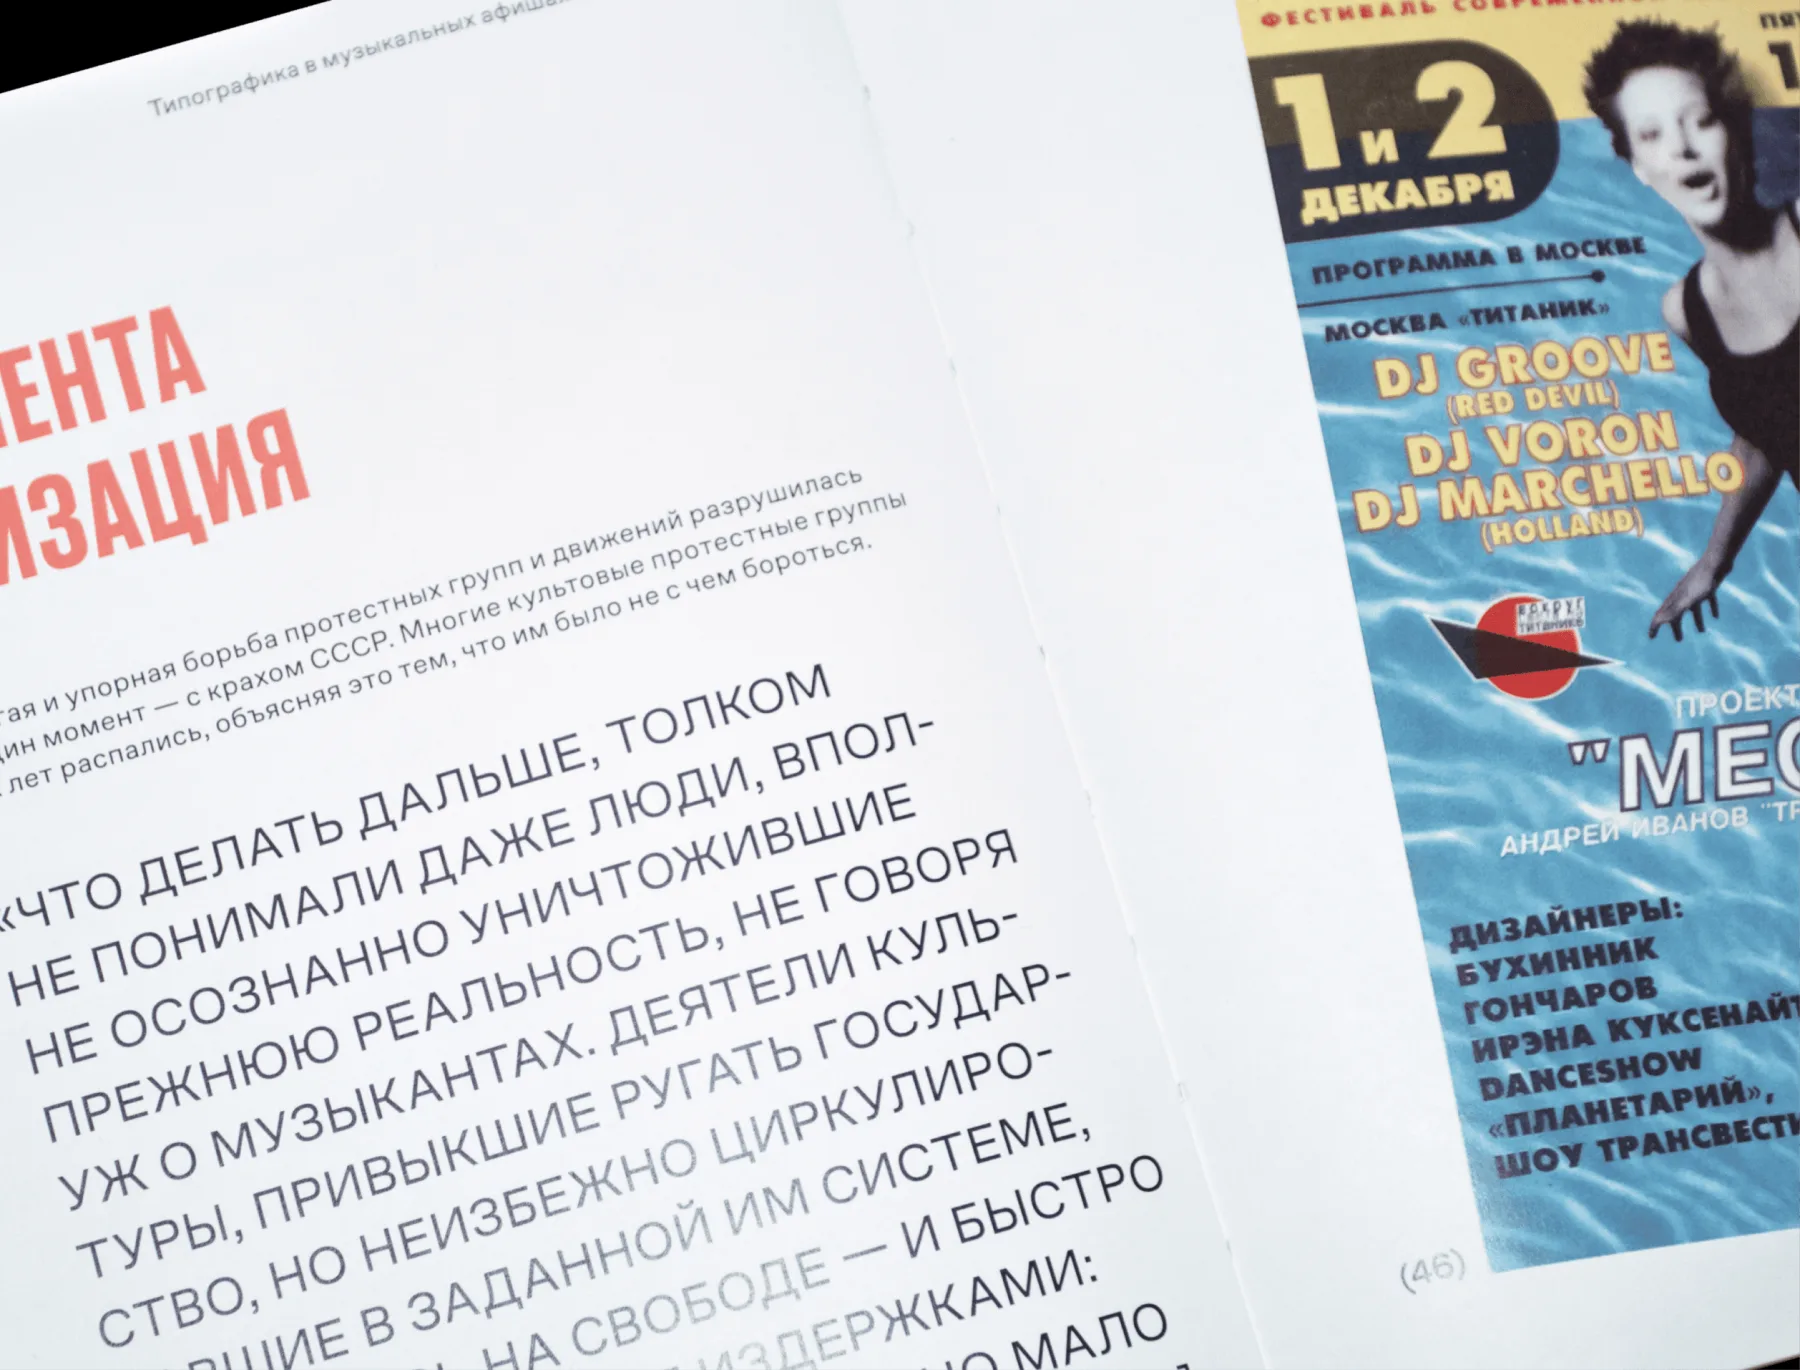 Типографика в музыкальных
ЕНТА
ИЗАЦИЯ
и упорная борьба протестных групп и движений разрушилась
момент — с крахом СССР. Многие культовые протестные группы
лет распались, объясняя это тем, что им было не с чем бороться.
«ЧТО ДЕЛАТЬ ДАЛЬШЕ, ТОЛКОМ
НЕ ПОНИМАЛИ ДАЖЕ ЛЮДИ, ВПОЛ-
НЕ ОСОЗНАННО УНИЧТОЖИВШИЕ
ПРЕЖНЮЮ РЕАЛЬНОСТЬ, НЕ ГОВОРЯ
УЖ О МУЗЫКАНТАХ. ДЕЯТЕЛИ КУЛЬ-
ТУРЫ, ПРИВЫКШИЕ РУГАТЬ ГОСУДАР-
СТВО, НО НЕИЗБЕЖНО ЦИРКУЛИРО-
ВШИЕ В ЗАДАННОЙ ИМ СИСТЕМЕ,
НА СВОБОДЕ — И БЫСТРО
ИЗДЕРЖКАМИ:
МАЛО
ФЕСТИВАЛЬ
1 И 2
ДЕКАБРЯ
ПРОГРАММА В МОСКВЕ
МОСКВА «ТИТАНИК»
DJ GROOVE
(RED DEVIL)
DJ VORON
DJ MARCHELLO
(HOLLAND)
ВОКРУГ
ТИТАНИКЪ
ПРОЕКТ
"МЕС
АНДРЕЙ ИВАНОВ "ТР
ДИЗАЙНЕРЫ:
БУХИННИК
ГОНЧАРОВ
ИРЭНА КУКСЕНАЙТ
DANCESHOW
«ПЛАНЕТАРИЙ»,
ШОУ ТРАНСВЕСТИ
(46)